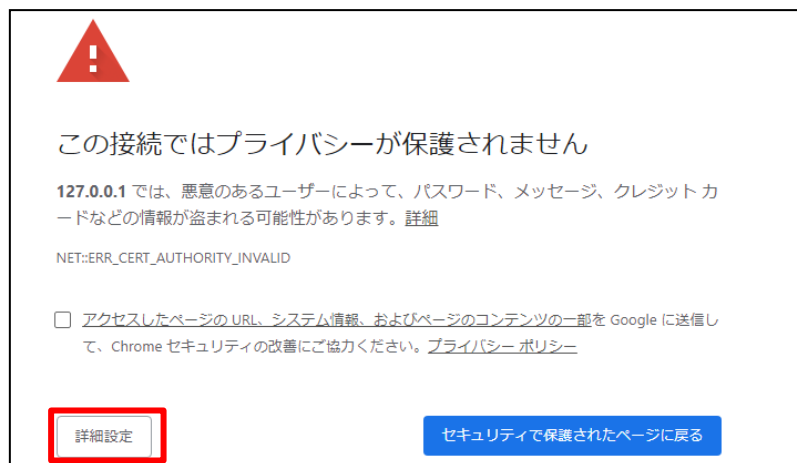 この接続ではプライバシーが保護されません
127.0.0.1 では、悪意のあるユーザーによって、パスワード、メッセージ、クレジット カ
ードなどの情報が盗まれる可能性があります。詳細
NET::ERR_CERT_AUTHORITY_INVALID
アクセスしたページの URL、システム情報、およびページのコンテンツの一部を Google に送信し
て、Chrome セキュリティの改善にご協力ください。プライバシー ポリシー
詳細設定
セキュリティで保護されたページに戻る